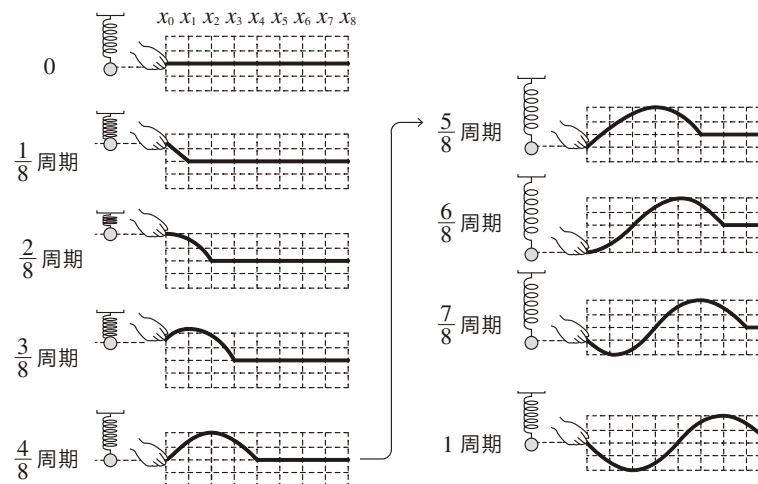 x₀ x₁ x₂ x₃ x₄ x₅ x₆ x₇ x₈
0
1/8 周期
2/8 周期
3/8 周期
4/8 周期
5/8 周期
6/8 周期
7/8 周期
1 周期